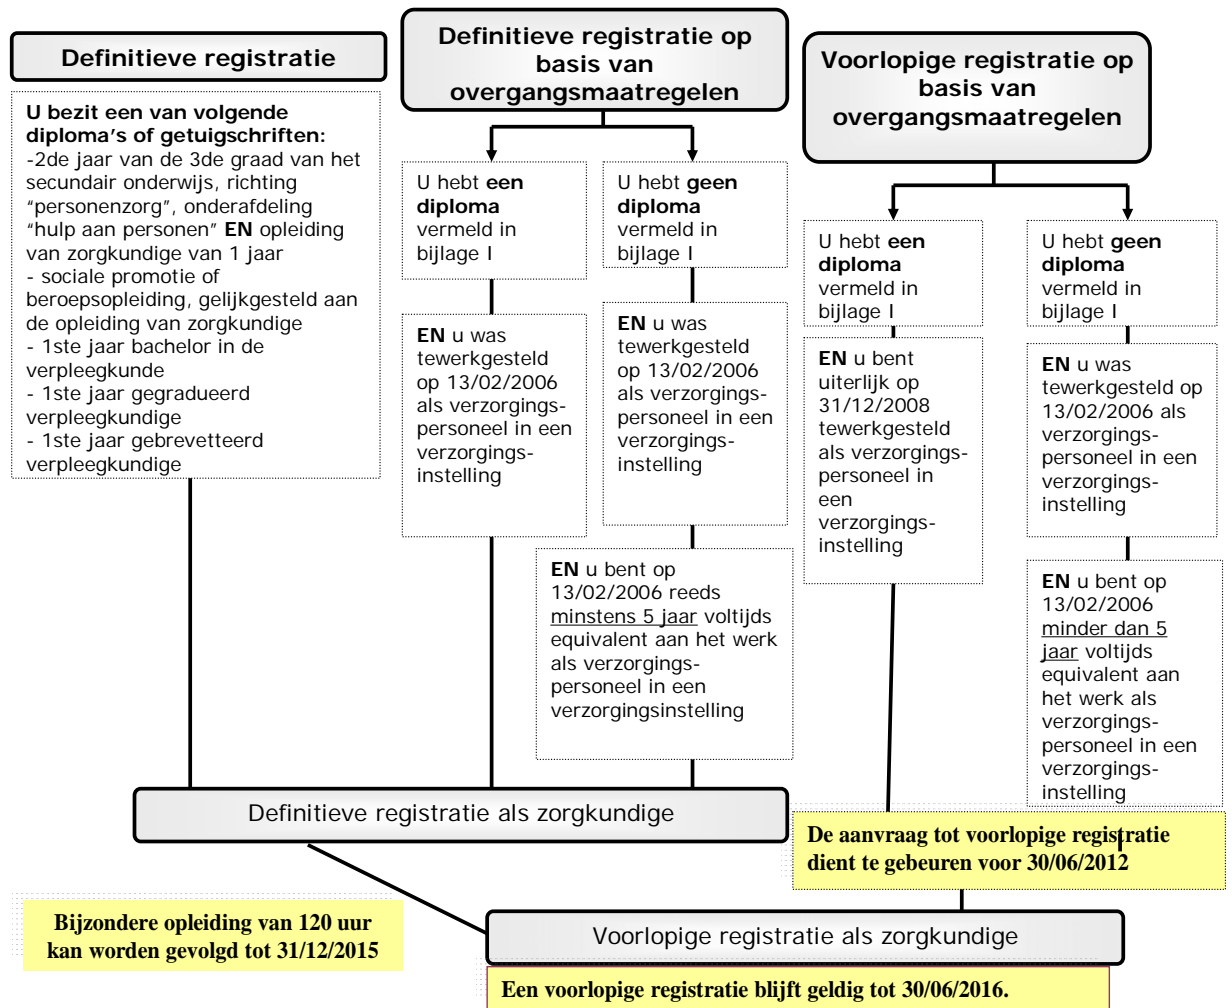 Definitieve registratie
U bezit een van volgende
diploma's of getuigschriften:
-2de jaar van de 3de graad van het
secundair onderwijs, richting
"personenzorg", onderafdeling
"hulp aan personen" EN opleiding
van zorgkundige van 1 jaar
- sociale promotie of
beroepsopleiding, gelijkgesteld aan
de opleiding van zorgkundige
- 1ste jaar bachelor in de
verpleegkunde
- 1ste jaar gegradueerd
verpleegkundige
- 1ste jaar gebrevetteerd
verpleegkundige
Definitieve registratie op
basis van
overgangsmaatregelen
U hebt een
diploma
vermeld in
bijlage I
EN u was
tewerkgesteld
op 13/02/2006
als verzorgings-
personeel in een
verzorgings-
instelling
U hebt geen
diploma
vermeld in
bijlage I
EN u was
tewerkgesteld
op 13/02/2006
als verzorgings-
personeel in een
verzorgings-
instelling
EN u bent op
13/02/2006 reeds
minstens 5 jaar voltijds
equivalent aan het werk
als verzorgings-
personeel in een
verzorgingsinstelling
Voorlopige registratie op
basis van
overgangsmaatregelen
U hebt een
diploma
vermeld in
bijlage I
EN u bent
uiterlijk op
31/12/2008
tewerkgesteld
als verzorgings-
personeel in
een
verzorgings-
instelling
U hebt geen
diploma
vermeld in
bijlage I
EN u was
tewerkgesteld op
13/02/2006 als
verzorgings-
personeel in een
verzorgings-
instelling
EN u bent op
13/02/2006
minder dan 5
jaar voltijds
equivalent aan
het werk als
verzorgings-
personeel in een
verzorgings-
instelling
Definitieve registratie als zorgkundige
De aanvraag tot voorlopige registratie
dient te gebeuren voor 30/06/2012
Bijzondere opleiding van 120 uur
kan worden gevolgd tot 31/12/2015
Voorlopige registratie als zorgkundige
Een voorlopige registratie blijft geldig tot 30/06/2016.